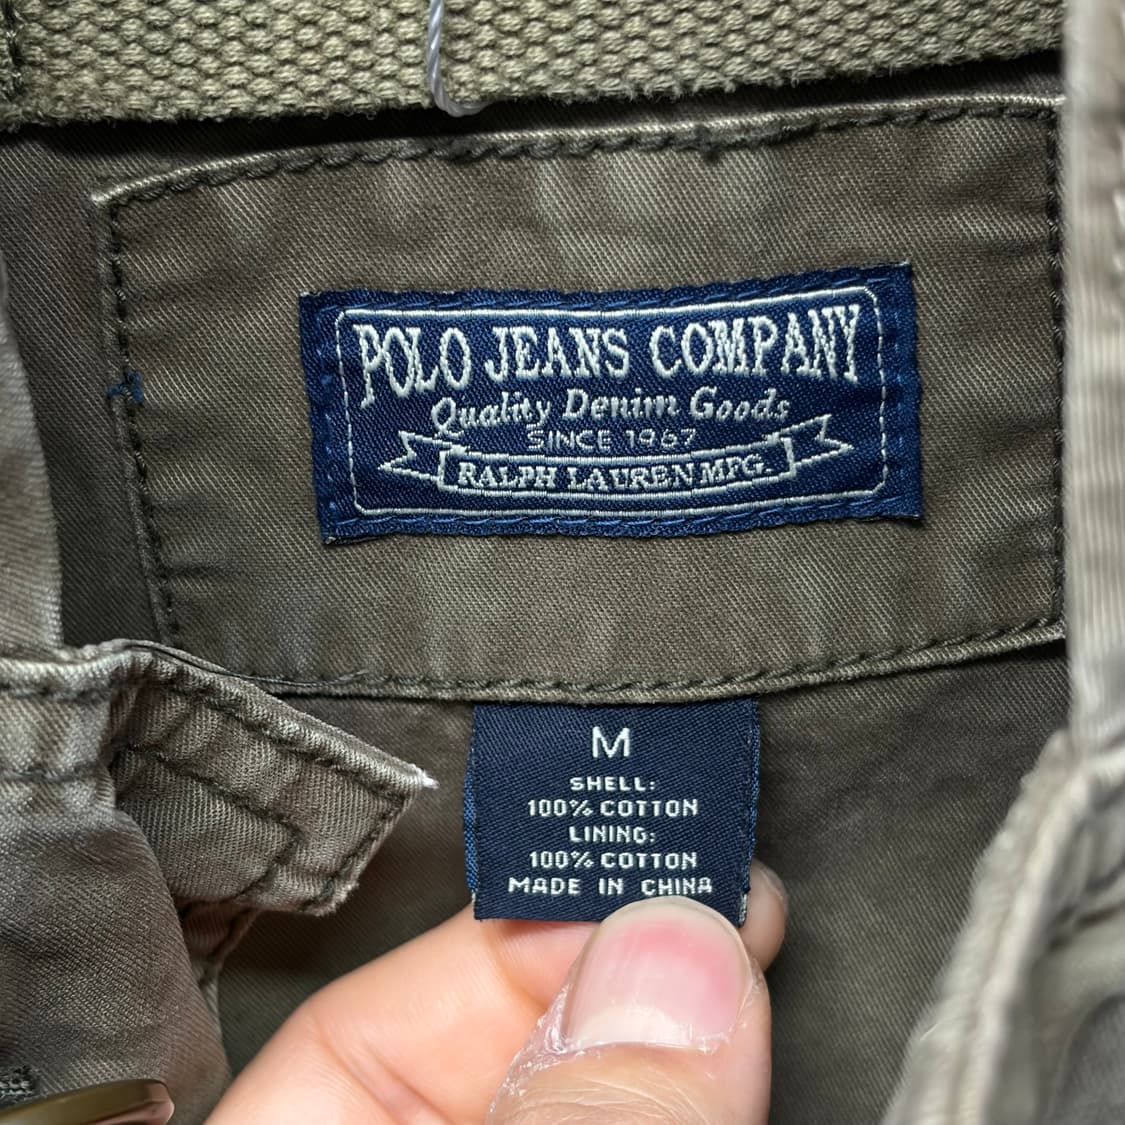 POLO JEANS COMPANY
Quality Denim Goods
SINCE 1967
RALPH LAUREN MFG.
M
SHELL:
100% COTTON
LINING:
100% COTTON
MADE IN CHINA